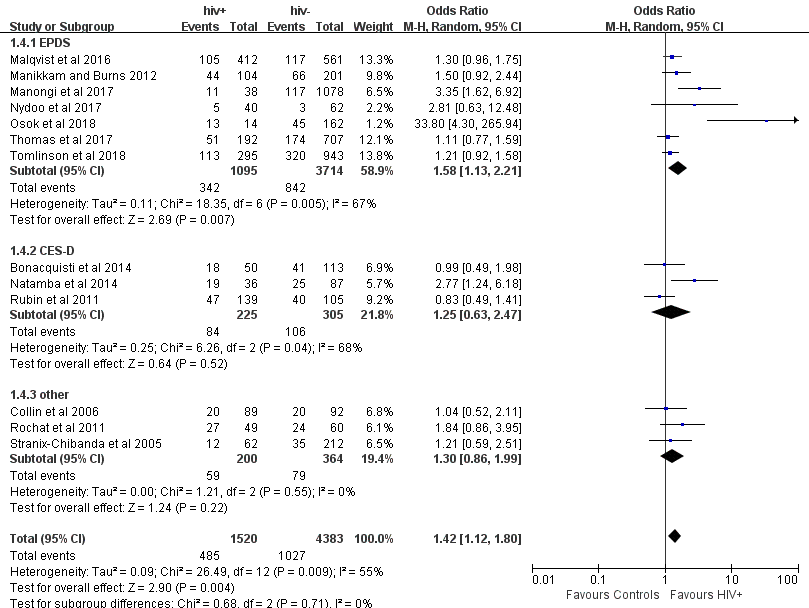 hiv+ hiv- Odds Ratio Odds Ratio
Study or Subgroup Events Total Events Total Weight M-H, Random, 95% CI M-H, Random, 95% CI
1.4.1 EPDS
Malqvist et al 2016 105 412 117 561 13.3% 1.30 [0.96, 1.75]
Manikkam and Burns 2012 44 104 66 201 9.8% 1.50 [0.92, 2.44]
Manongi et al 2017 11 38 117 1078 6.5% 3.35 [1.62, 6.92]
Nydoo et al 2017 5 40 3 62 2.2% 2.81 [0.63, 12.48]
Osok et al 2018 13 14 45 162 1.2% 33.80 [4.30, 265.94]
Thomas et al 2017 51 192 174 707 12.1% 1.11 [0.77, 1.59]
Tomlinson et al 2018 113 295 320 943 13.8% 1.21 [0.92, 1.58]
Subtotal (95% CI) 1095 3714 58.9% 1.58 [1.13, 2.21]
Total events 342 842
Heterogeneity: Tau² = 0.11; Chi² = 18.35, df = 6 (P = 0.005); I² = 67%
Test for overall effect: Z = 2.69 (P = 0.007)
1.4.2 CES-D
Bonacquisti et al 2014 18 50 41 113 6.9% 0.99 [0.49, 1.98]
Natamba et al 2014 19 36 25 87 5.7% 2.77 [1.24, 6.18]
Rubin et al 2011 47 139 40 105 9.2% 0.83 [0.49, 1.41]
Subtotal (95% CI) 225 305 21.8% 1.25 [0.63, 2.47]
Total events 84 106
Heterogeneity: Tau² = 0.25; Chi² = 6.26, df = 2 (P = 0.04); I² = 68%
Test for overall effect: Z = 0.64 (P = 0.52)
1.4.3 other
Collin et al 2006 20 89 20 92 6.8% 1.04 [0.52, 2.11]
Rochat et al 2011 27 49 24 60 6.1% 1.84 [0.86, 3.95]
Stranix-Chibanda et al 2005 12 62 35 212 6.5% 1.21 [0.59, 2.51]
Subtotal (95% CI) 200 364 19.4% 1.30 [0.86, 1.99]
Total events 59 79
Heterogeneity: Tau² = 0.00; Chi² = 1.21, df = 2 (P = 0.55); I² = 0%
Test for overall effect: Z = 1.24 (P = 0.22)
Total (95% CI) 1520 4383 100.0% 1.42 [1.12, 1.80]
Total events 485 1027
Heterogeneity: Tau² = 0.09; Chi² = 26.49, df = 12 (P = 0.009); I² = 55%
Test for overall effect: Z = 2.90 (P = 0.004)
Test for subgroup differences: Chi² = 0.68, df = 2 (P = 0.71), I² = 0%
0.01 0.1 1 10 100
Favours Controls Favours HIV+